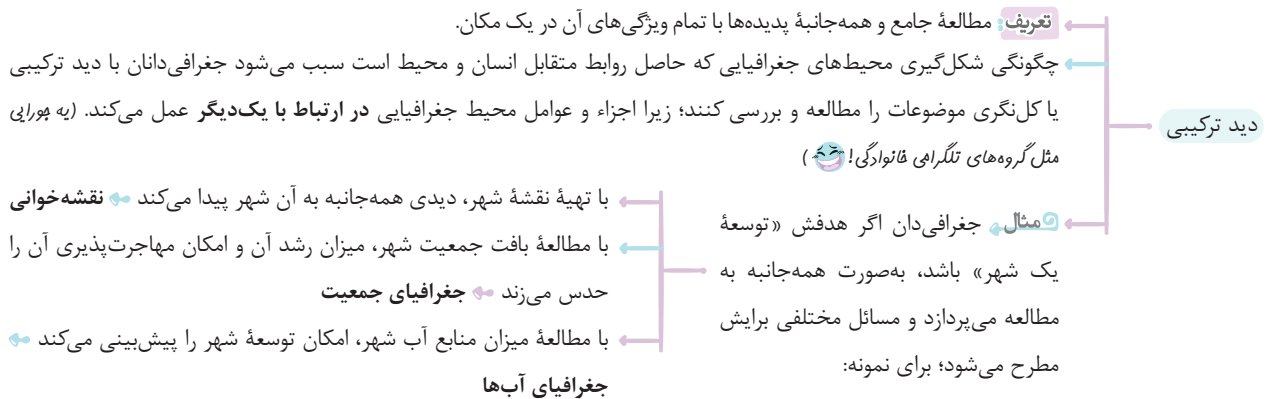 دید ترکیبی
تعریف: مطالعهٔ جامع و همه‌جانبهٔ پدیده‌ها با تمام ویژگی‌های آن در یک مکان.
چگونگی شکل‌گیری محیط‌های جغرافیایی که حاصل روابط متقابل انسان و محیط است سبب می‌شود جغرافی‌دانان با دید ترکیبی
یا کل‌نگری موضوعات را مطالعه و بررسی کنند؛ زیرا اجزاء و عوامل محیط جغرافیایی در ارتباط با یک‌دیگر عمل می‌کند. (یه جورایی
مثل گروه‌های تلگرامی خانوادگی! )
مثال جغرافی‌دان اگر هدفش «توسعهٔ
یک شهر» باشد، به‌صورت همه‌جانبه به
مطالعه می‌پردازد و مسائل مختلفی برایش
مطرح می‌شود؛ برای نمونه:
با تهیهٔ نقشهٔ شهر، دیدی همه‌جانبه به آن شهر پیدا می‌کند نقشه‌خوانی
با مطالعهٔ بافت جمعیت شهر، میزان رشد آن و امکان مهاجرت‌پذیری آن را
حدس می‌زند جغرافیای جمعیت
با مطالعهٔ میزان منابع آب شهر، امکان توسعهٔ شهر را پیش‌بینی می‌کند
جغرافیای آب‌ها